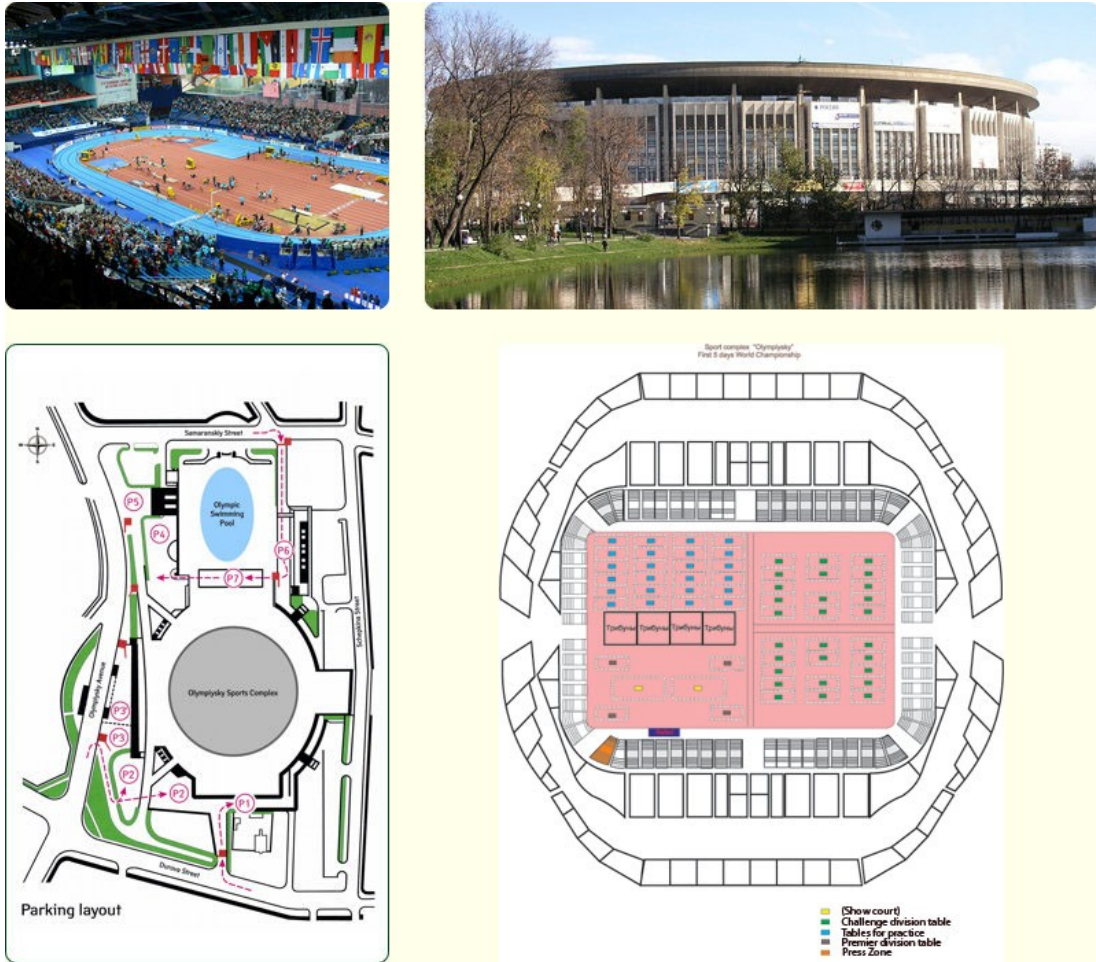 Sport complex "Olympiysky"
First 5 days World Championship
Samaranskiy Street
P5
Olympic
Swimming
Pool
P4
P6
P7
Schepkina Street
Olympiysky Avenue
Olympiysky Sports Complex
P3'
P3
P2
P2
P1
Durova Street
Parking layout
Трибуны Трибуны Трибуны Трибуны
(Show court)
Challenge division table
Tables for practice
Premier division table
Press Zone